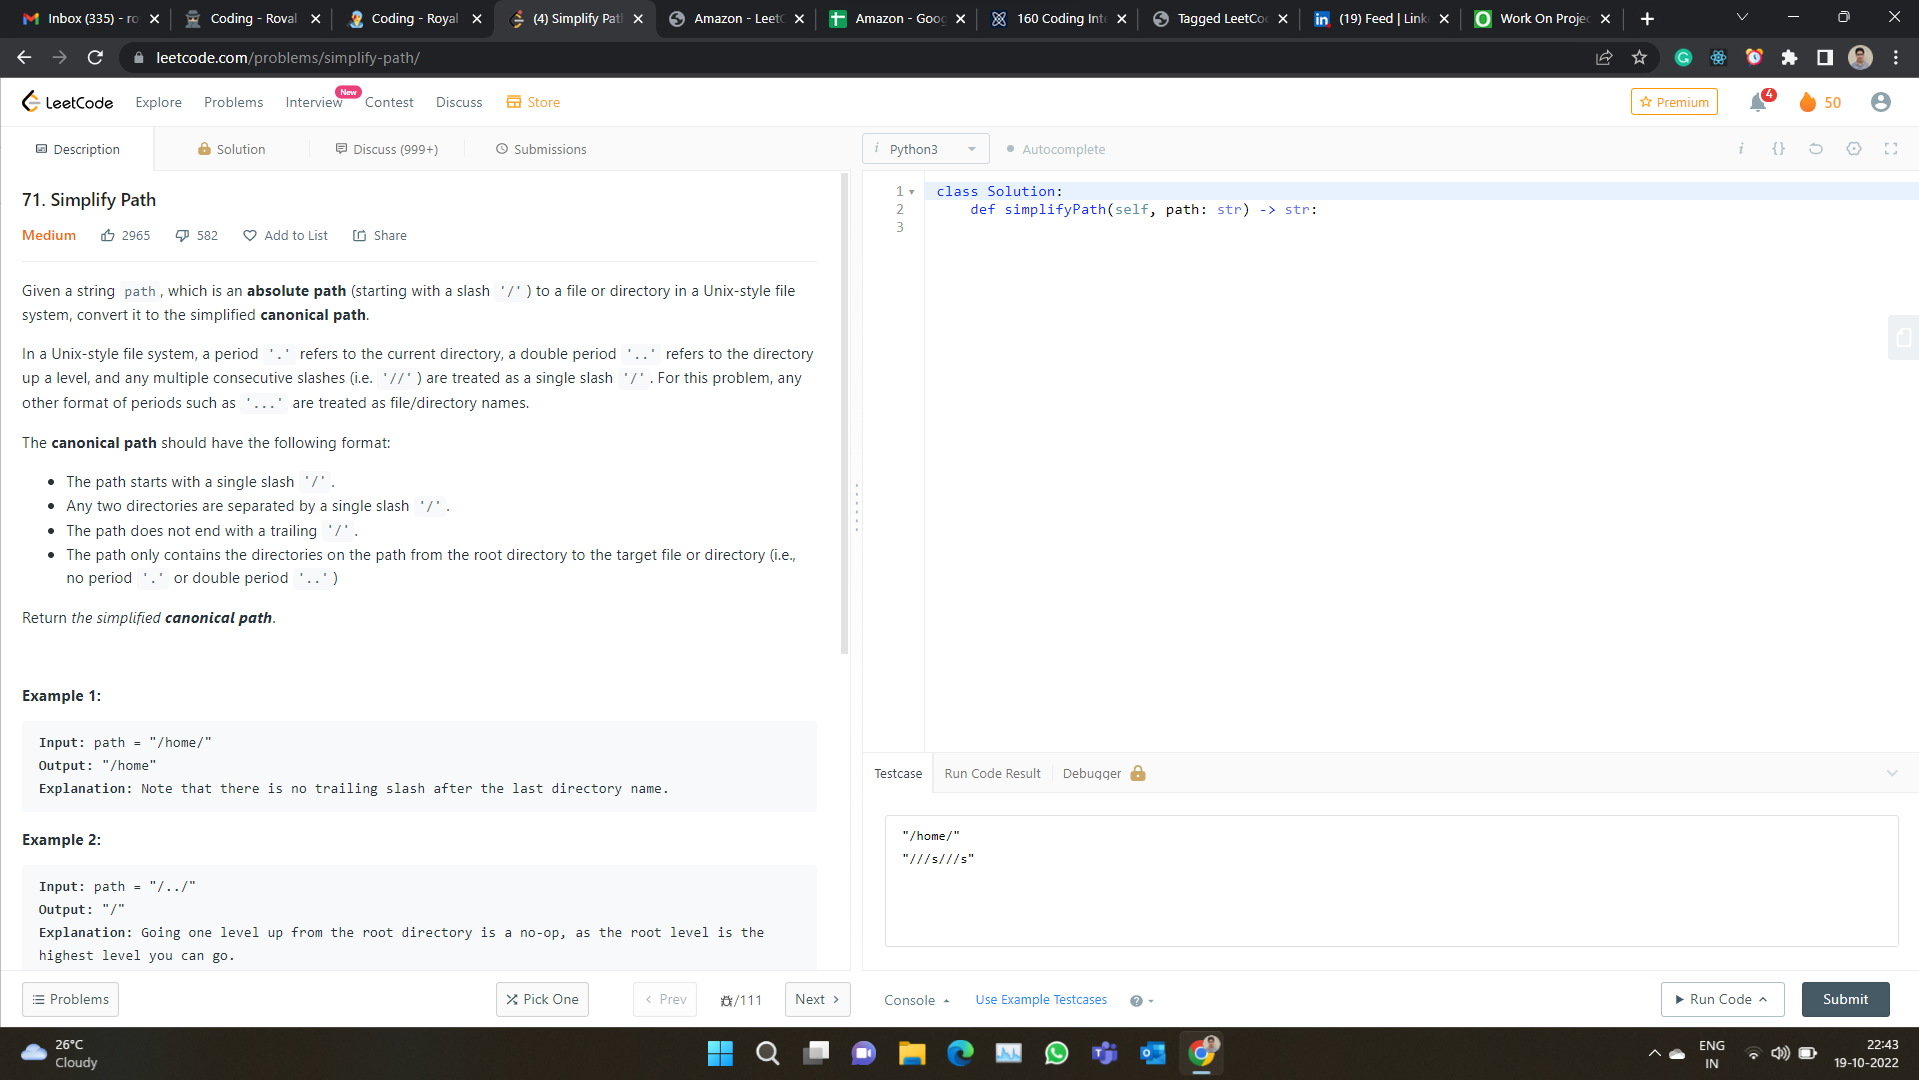 Inbox (335) - ro
Coding - Royal
Coding - Royal
(4) Simplify Pat
Amazon - LeetC
Amazon - Goog
160 Coding Inte
Tagged LeetCo
(19) Feed | Link
Work On Projec
leetcode.com/problems/simplify-path/
LeetCode
Explore
Problems
Interview
New
Contest
Discuss
Store
Premium
4
50
Description
Solution
Discuss (999+)
Submissions
i Python3
Autocomplete
i {}
71. Simplify Path
Medium
2965
582
Add to List
Share
Given a string path, which is an absolute path (starting with a slash '/') to a file or directory in a Unix-style file
system, convert it to the simplified canonical path.
In a Unix-style file system, a period '.' refers to the current directory, a double period '..' refers to the directory
up a level, and any multiple consecutive slashes (i.e. '//') are treated as a single slash '/'. For this problem, any
other format of periods such as '...' are treated as file/directory names.
The canonical path should have the following format:
• The path starts with a single slash '/'.
• Any two directories are separated by a single slash '/'.
• The path does not end with a trailing '/'.
• The path only contains the directories on the path from the root directory to the target file or directory (i.e.,
no period '.' or double period '..')
Return the simplified canonical path.
Example 1:
Input: path = "/home/"
Output: "/home"
Explanation: Note that there is no trailing slash after the last directory name.
Example 2:
Input: path = "/../"
Output: "/"
Explanation: Going one level up from the root directory is a no-op, as the root level is the
highest level you can go.
Problems
Pick One
Prev
/111
Next
1 class Solution:
2     def simplifyPath(self, path: str) -> str:
3
Testcase
Run Code Result
Debugger
"/home/"
"///s///s"
Console
Use Example Testcases
Run Code
Submit
26°C
Cloudy
ENG
IN
22:43
19-10-2022